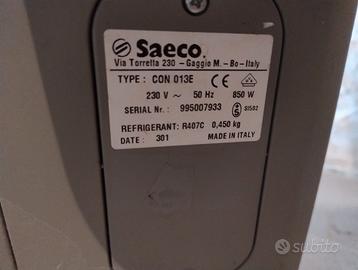 Saeco
Via Torretta 230 - Gaggio M. - Bo - Italy
TYPE : CON 013E
230 V ~ 50 Hz 850 W
SERIAL Nr.: 995007933
S
SI502
REFRIGERANT: R407C 0,450 kg
DATE : 301 MADE IN ITALY
subito